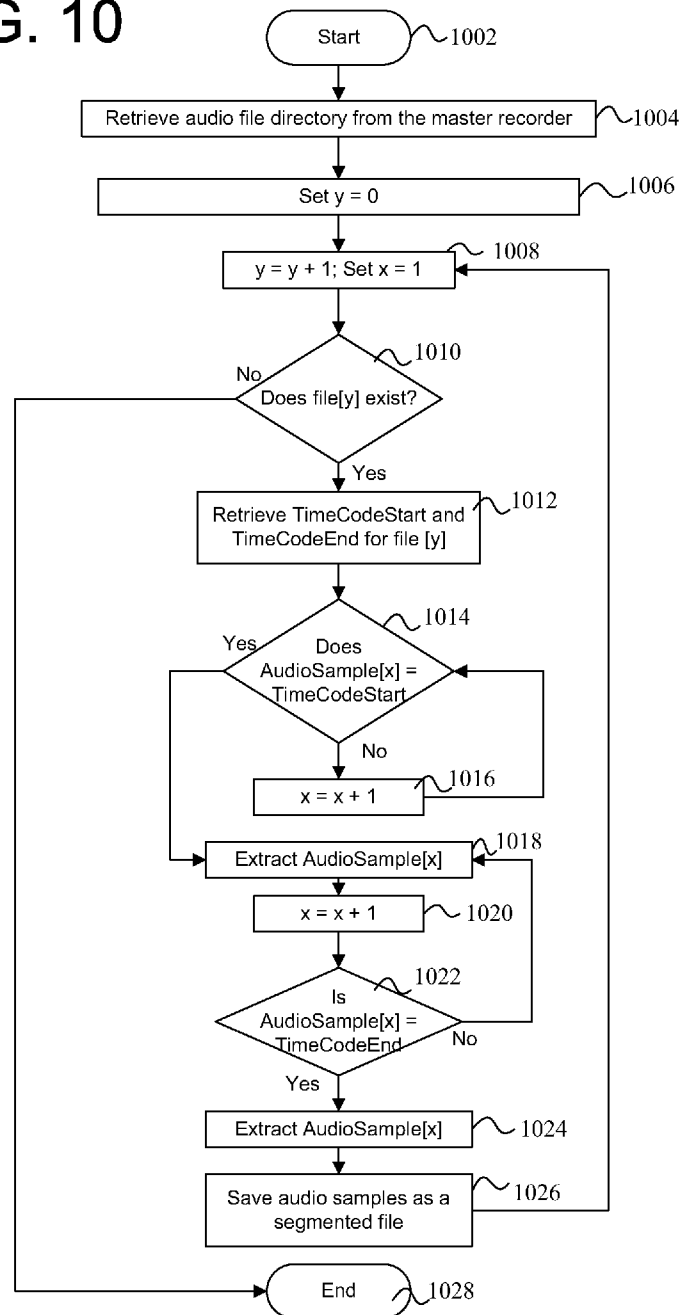 G. 10
Start
1002
Retrieve audio file directory from the master recorder
1004
Set y = 0
1006
y = y + 1; Set x = 1
1008
Does file[y] exist?
1010
No
Yes
Retrieve TimeCodeStart and
TimeCodeEnd for file [y]
1012
Does
AudioSample[x] =
TimeCodeStart
1014
Yes
No
x = x + 1
1016
Extract AudioSample[x]
1018
x = x + 1
1020
Is
AudioSample[x] =
TimeCodeEnd
1022
No
Yes
Extract AudioSample[x]
1024
Save audio samples as a
segmented file
1026
End
1028